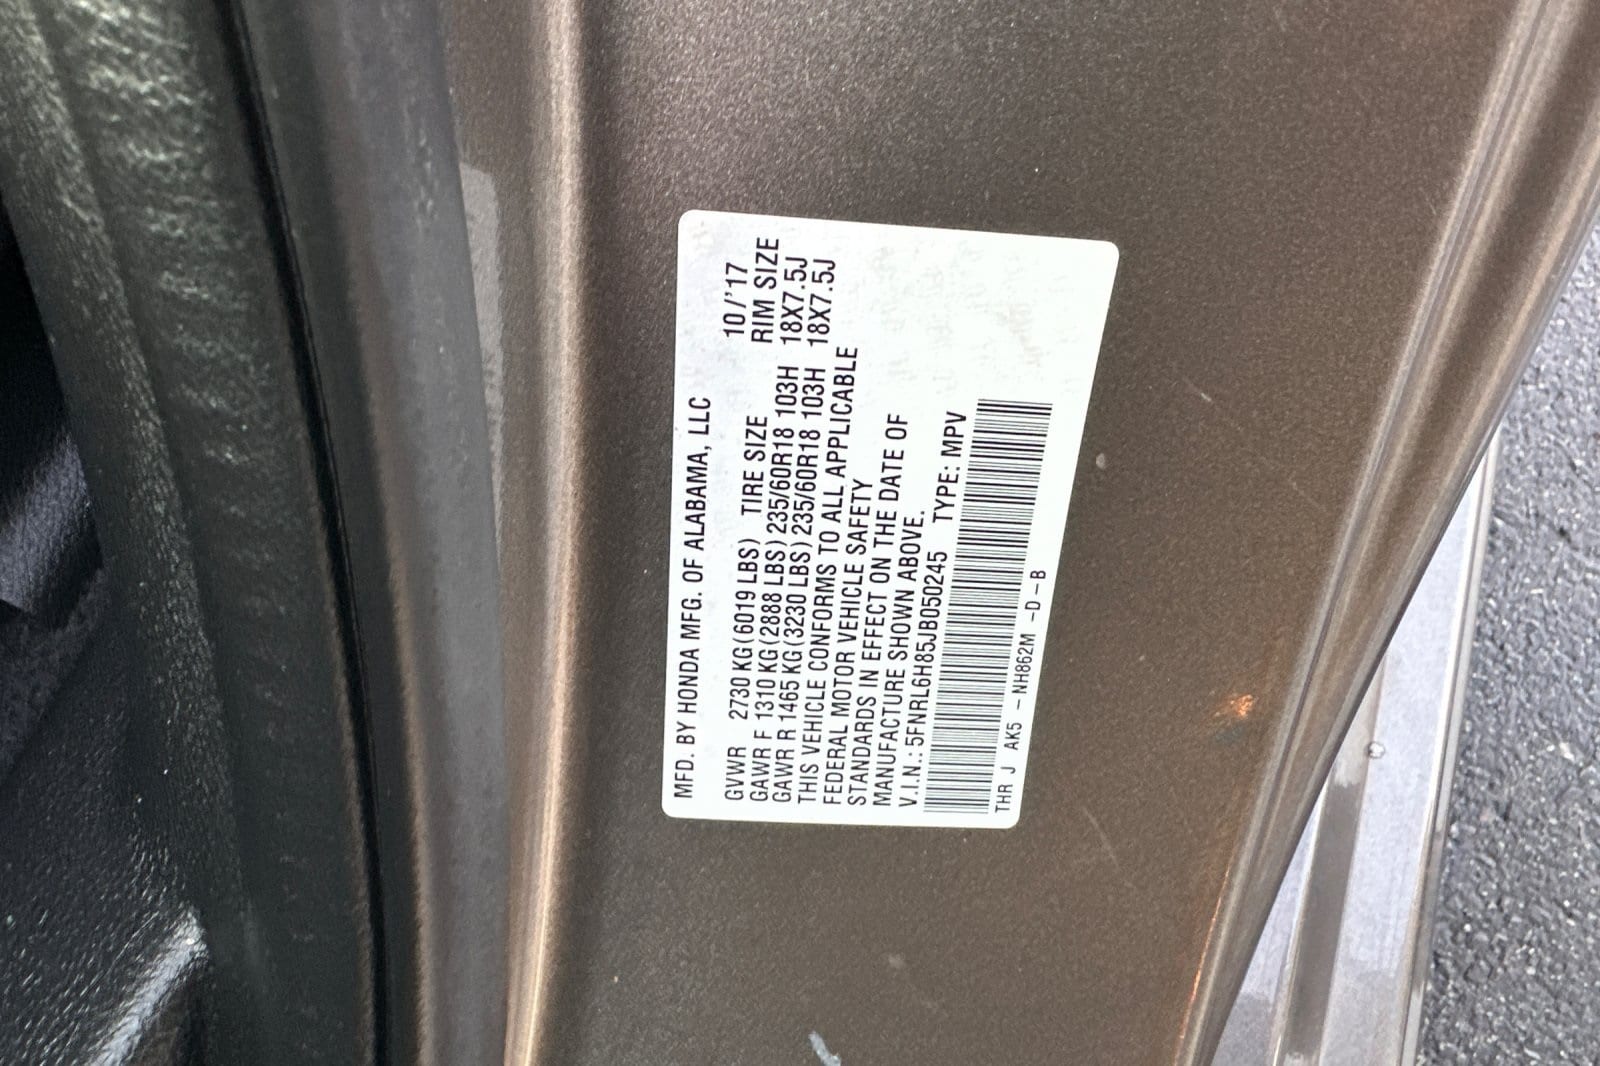 MFD. BY HONDA MFG. OF ALABAMA, LLC
10/'17
GVWR 2730 KG(6019 LBS) TIRE SIZE RIM SIZE
GAWR F 1310 KG(2888 LBS)235/60R18 103H 18X7.5J
GAWR R 1465 KG(3230 LBS)235/60R18 103H 18X7.5J
THIS VEHICLE CONFORMS TO ALL APPLICABLE
FEDERAL MOTOR VEHICLE SAFETY
STANDARDS IN EFFECT ON THE DATE OF
MANUFACTURE SHOWN ABOVE.
V.I.N.: 5FNRL6H85JB050245 TYPE: MPV
THR J AK5 - NH862M -D-B